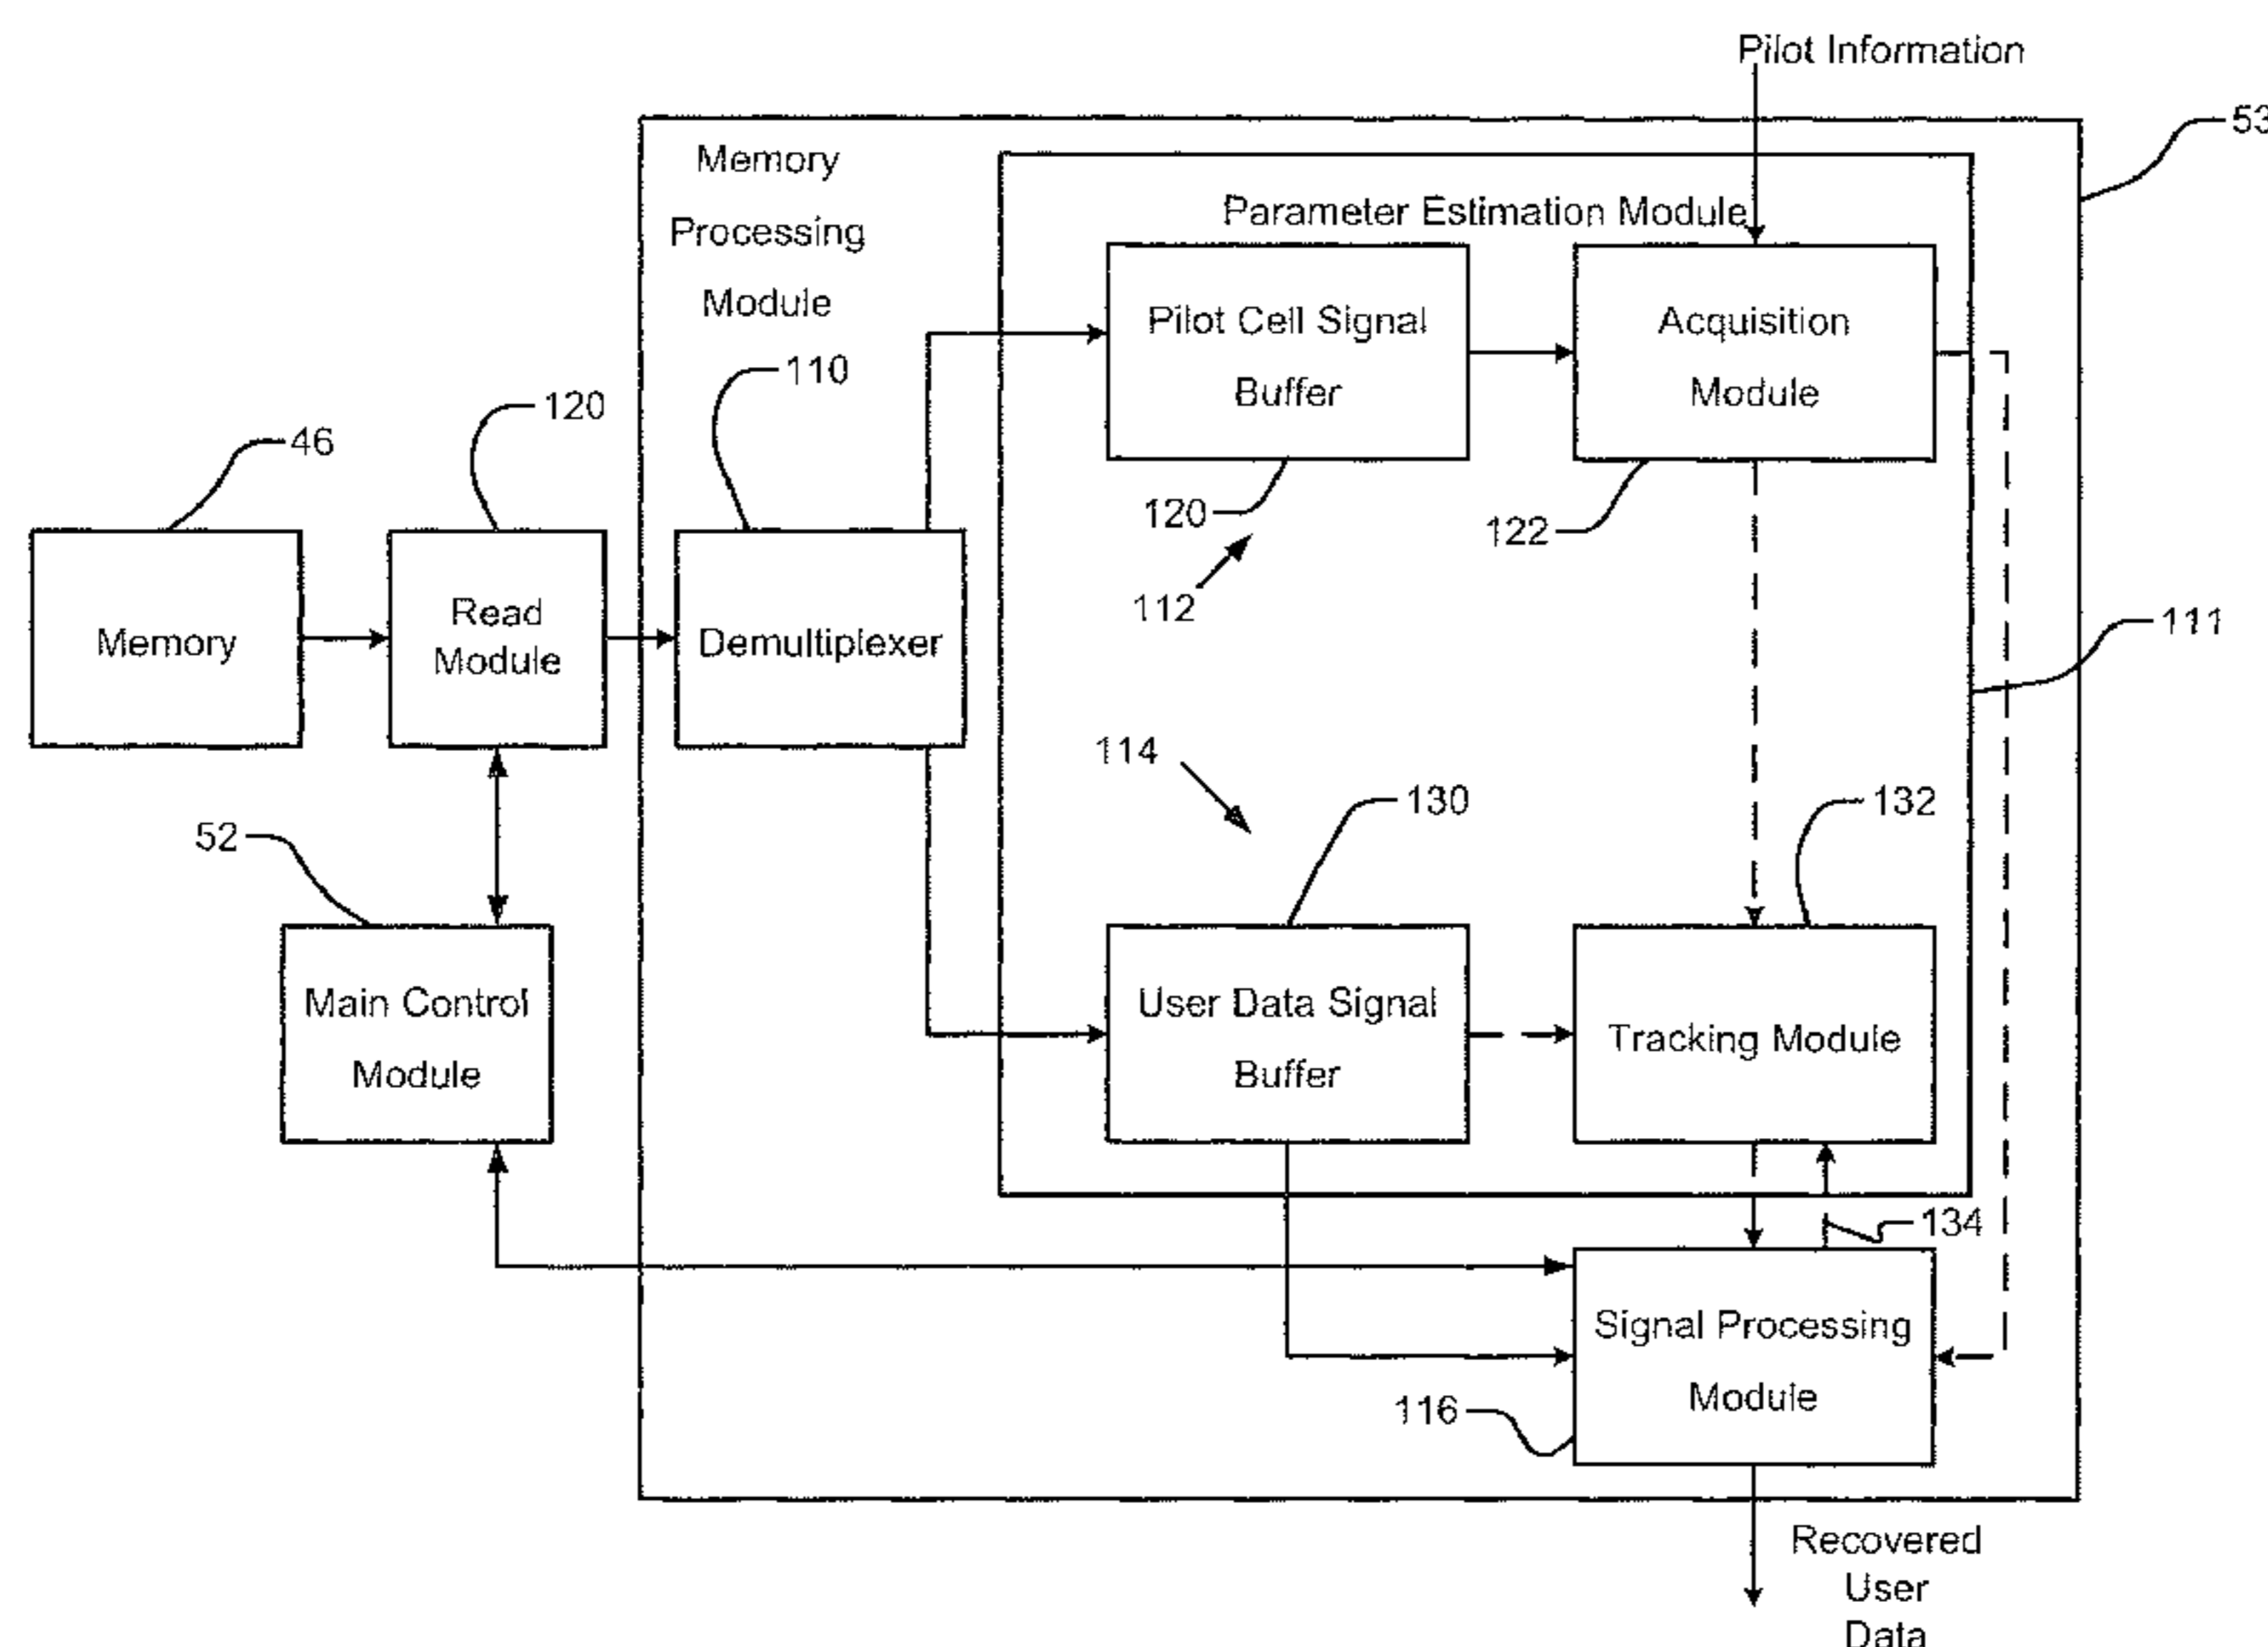 Pilot Information
53
Memory
Processing
Module
Parameter Estimation Module
Pilot Cell Signal
Buffer
Acquisition
Module
110
120
46
120
122
112
111
Memory
Read
Module
Demultiplexer
114
130
132
52
Main Control
Module
User Data Signal
Buffer
Tracking Module
134
Signal Processing
Module
116
Recovered
User
Data